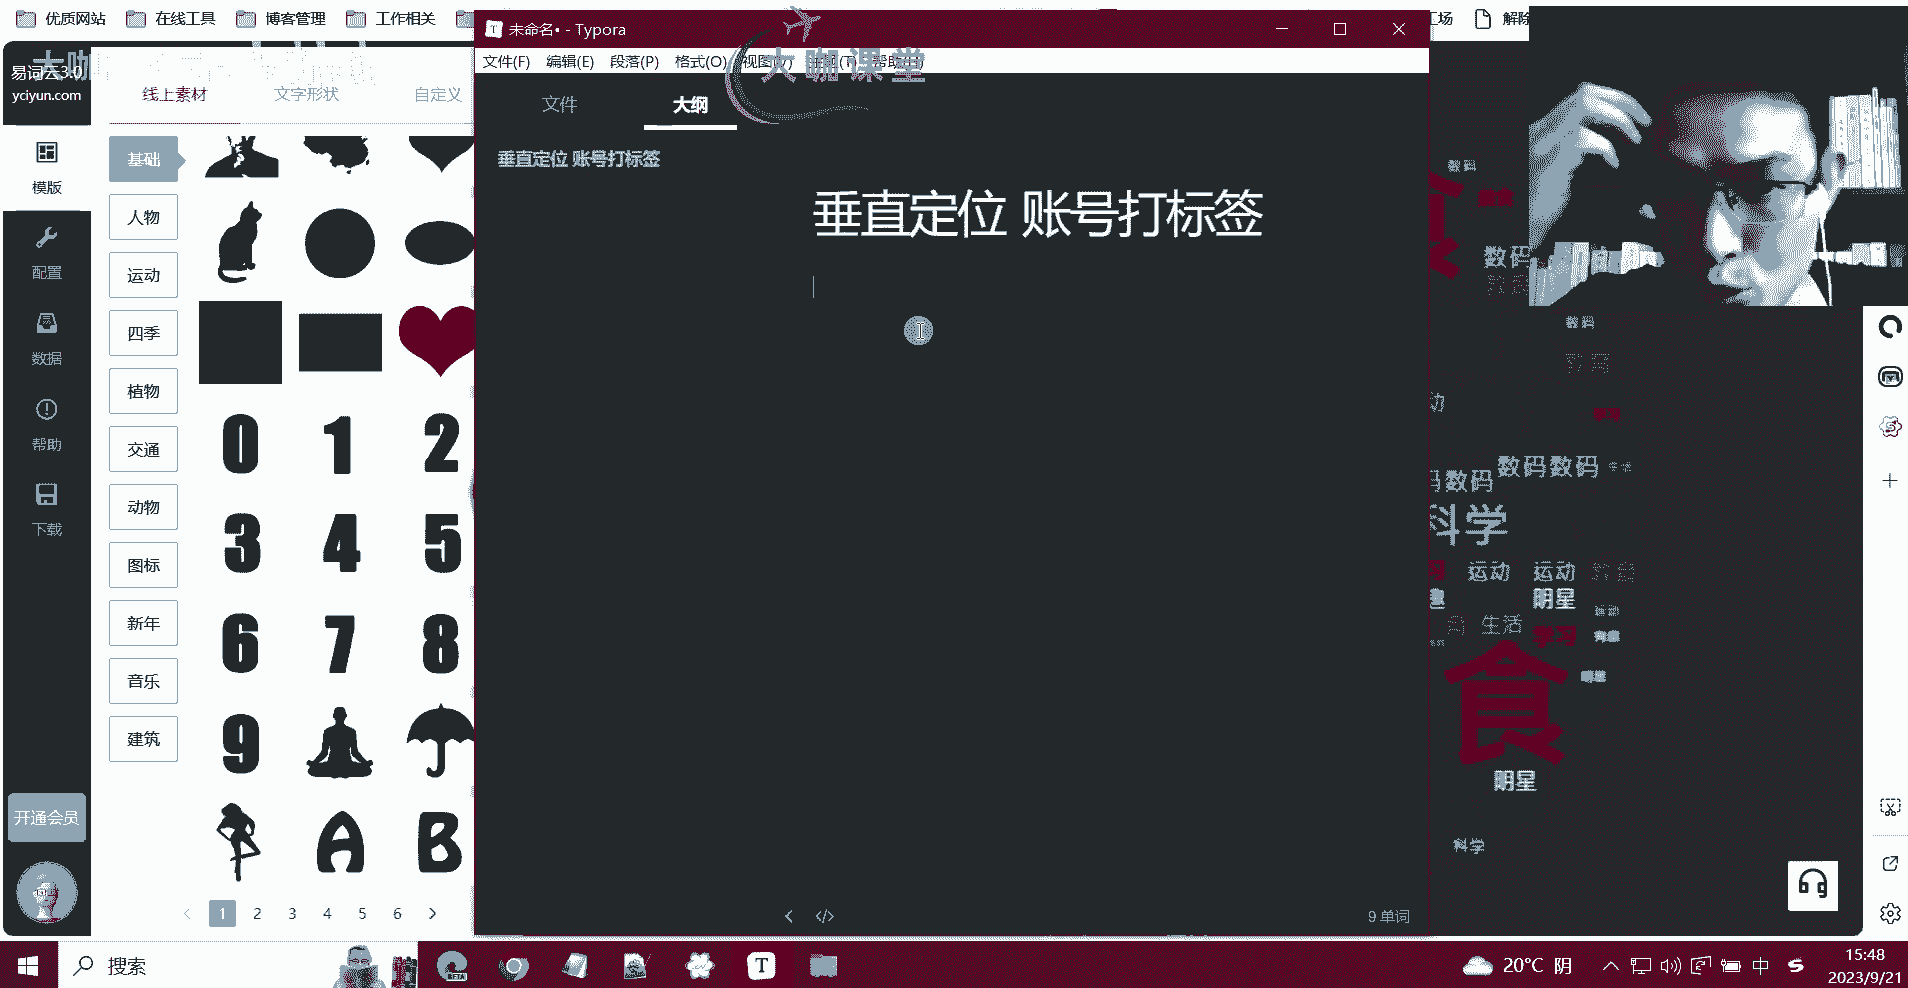 优质网站 在线工具 博客管理 工作相关
解除
未命名• - Typora
文件(F) 编辑(E) 段落(P) 格式(O) 视图(V)
大咖课堂
易词云3.0
yciyun.com
线上素材 文字形状 自定义
文件 大纲
垂直定位 账号打标签
垂直定位 账号打标签
模版
配置
数据
帮助
下载
开通会员
基础
人物
运动
四季
植物
交通
动物
图标
新年
音乐
建筑
0 1 2
3 4 5
6 7 8
9
A B
1 2 3 4 5 6
9 单词
数码
数码
数码
数码数码
数码
科学
运动 运动
明星
生活
学习
食
明星
科学
搜索
BETA
T
20°C 阴
中
15:48
2023/9/21